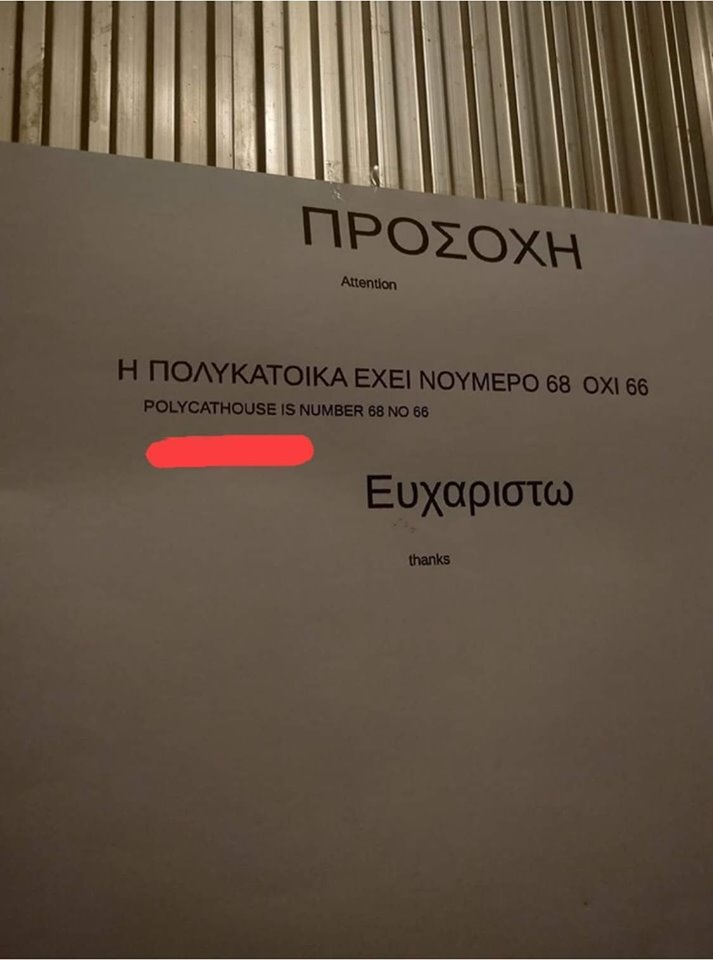 ΠΡΟΣΟΧΗ
Attention
Η ΠΟΛΥΚΑΤΟΙΚΑ ΕΧΕΙ ΝΟΥΜΕΡΟ 68 ΟΧΙ 66
POLYCATHOUSE IS NUMBER 68 NO 66
Ευχαριστω
thanks